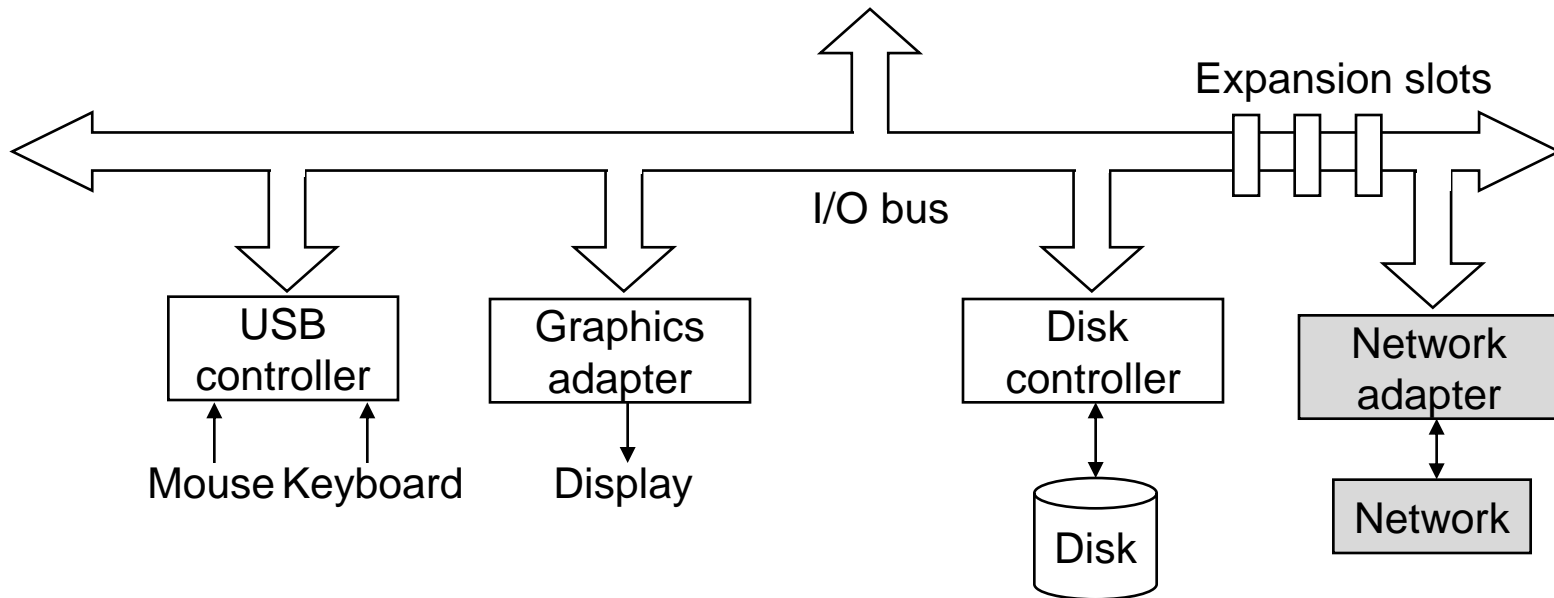 Expansion slots
I/O bus
USB
controller
Graphics
adapter
Disk
controller
Network
adapter
Mouse
Keyboard
Display
Disk
Network